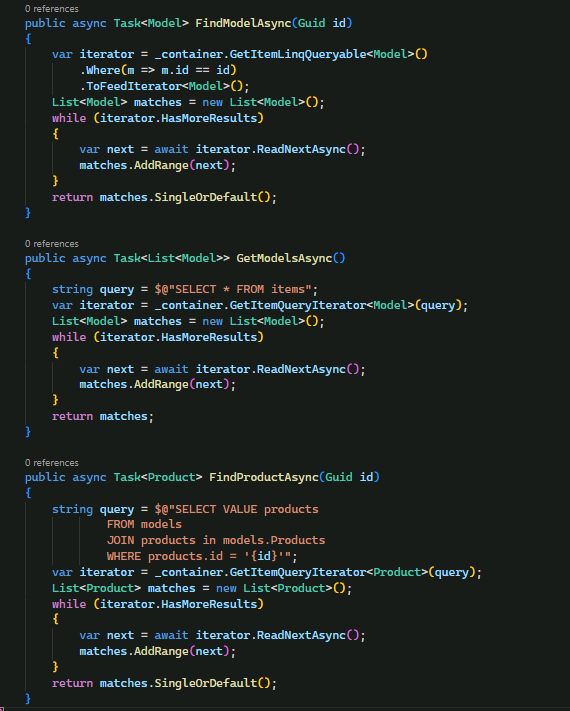 0 references
public async Task<Model> FindModelAsync(Guid id)
{
    var iterator = _container.GetItemLinqQueryable<Model>()
        .Where(m => m.id == id)
        .ToFeedIterator<Model>();
    List<Model> matches = new List<Model>();
    while (iterator.HasMoreResults)
    {
        var next = await iterator.ReadNextAsync();
        matches.AddRange(next);
    }
    return matches.SingleOrDefault();
}
0 references
public async Task<List<Model>> GetModelsAsync()
{
    string query = $@"SELECT * FROM items";
    var iterator = _container.GetItemQueryIterator<Model>(query);
    List<Model> matches = new List<Model>();
    while (iterator.HasMoreResults)
    {
        var next = await iterator.ReadNextAsync();
        matches.AddRange(next);
    }
    return matches;
}
0 references
public async Task<Product> FindProductAsync(Guid id)
{
    string query = $@"SELECT VALUE products
            FROM models
            JOIN products in models.Products
            WHERE products.id = '{id}'";
    var iterator = _container.GetItemQueryIterator<Product>(query);
    List<Product> matches = new List<Product>();
    while (iterator.HasMoreResults)
    {
        var next = await iterator.ReadNextAsync();
        matches.AddRange(next);
    }
    return matches.SingleOrDefault();
}